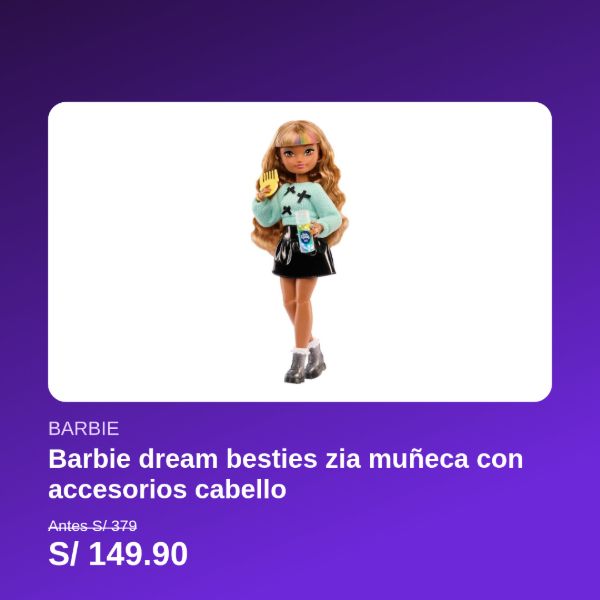 BARBIE
Barbie dream besties zia muñeca con
accesorios cabello
Antes S/ 379
S/ 149.90